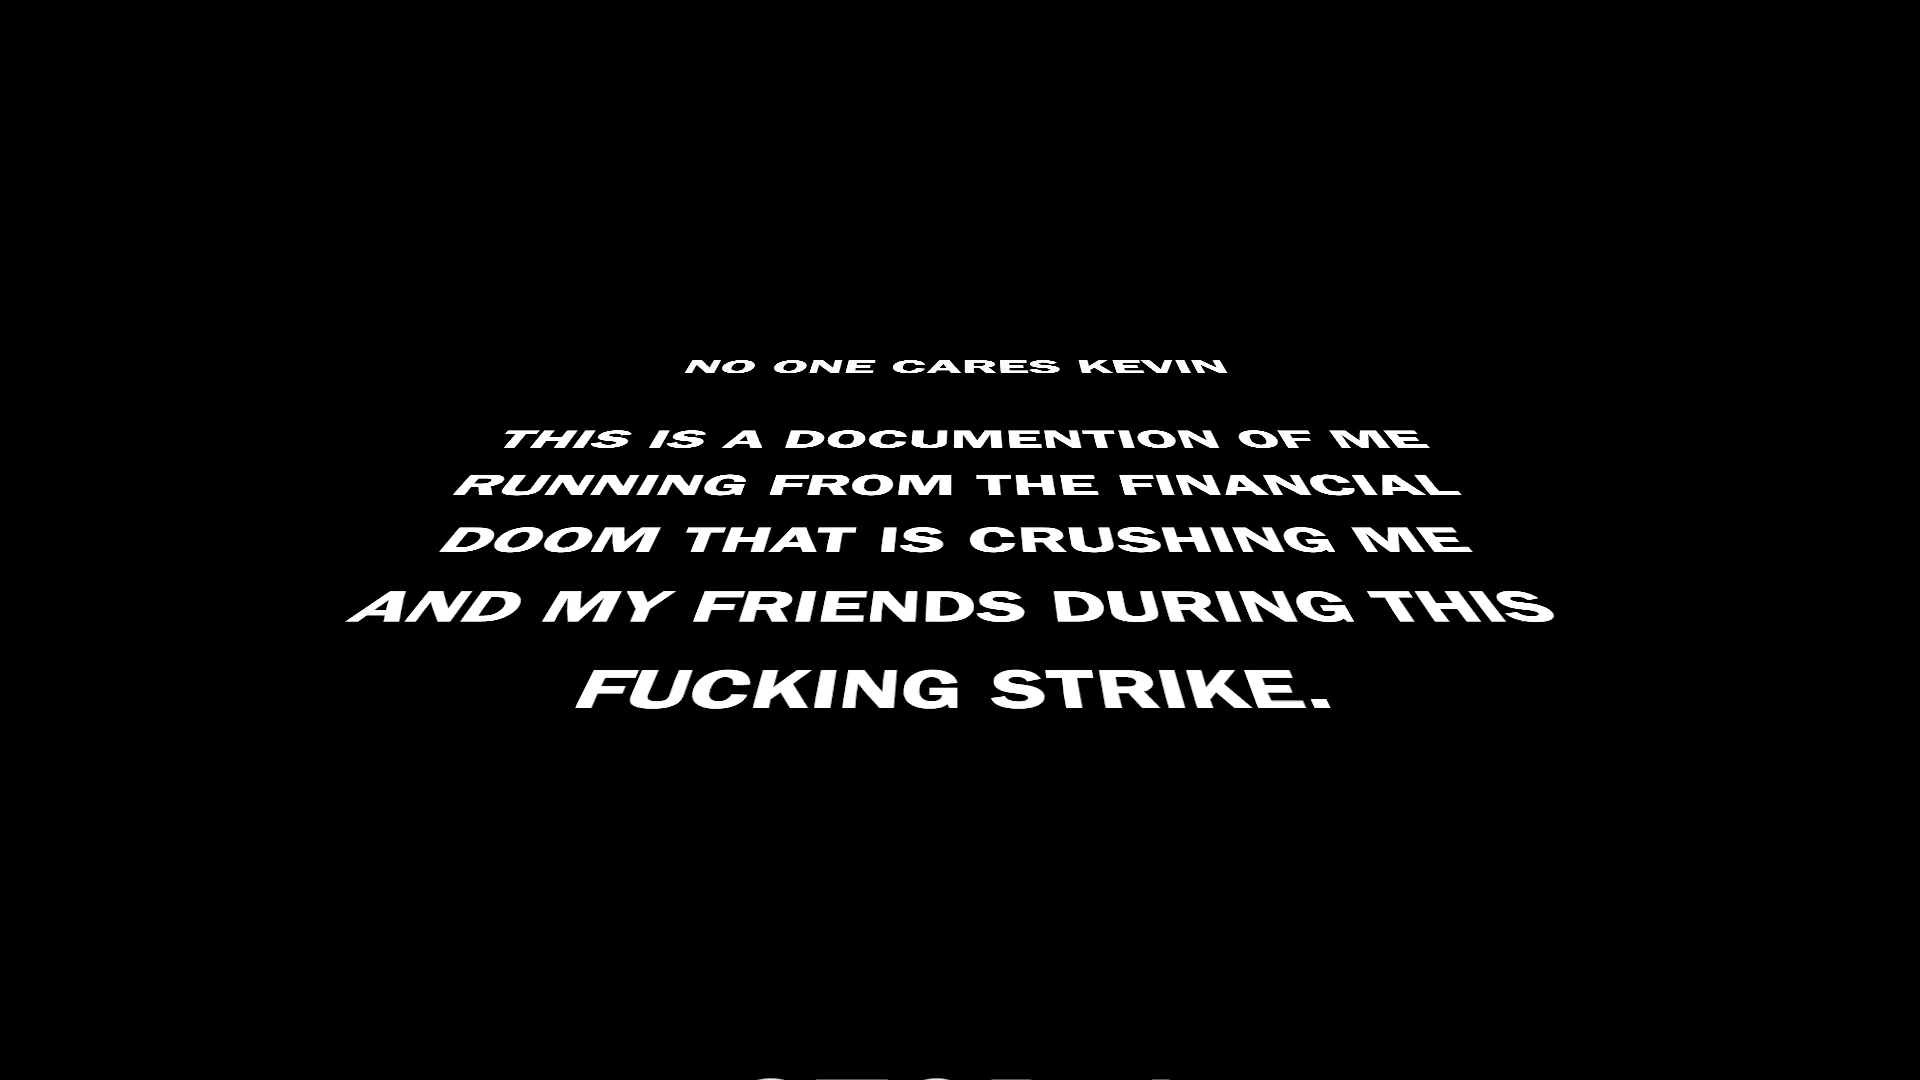 NO ONE CARES KEVIN
THIS IS A DOCUMENTION OF ME
RUNNING FROM THE FINANCIAL
DOOM THAT IS CRUSHING ME
AND MY FRIENDS DURING THIS
FUCKING STRIKE.